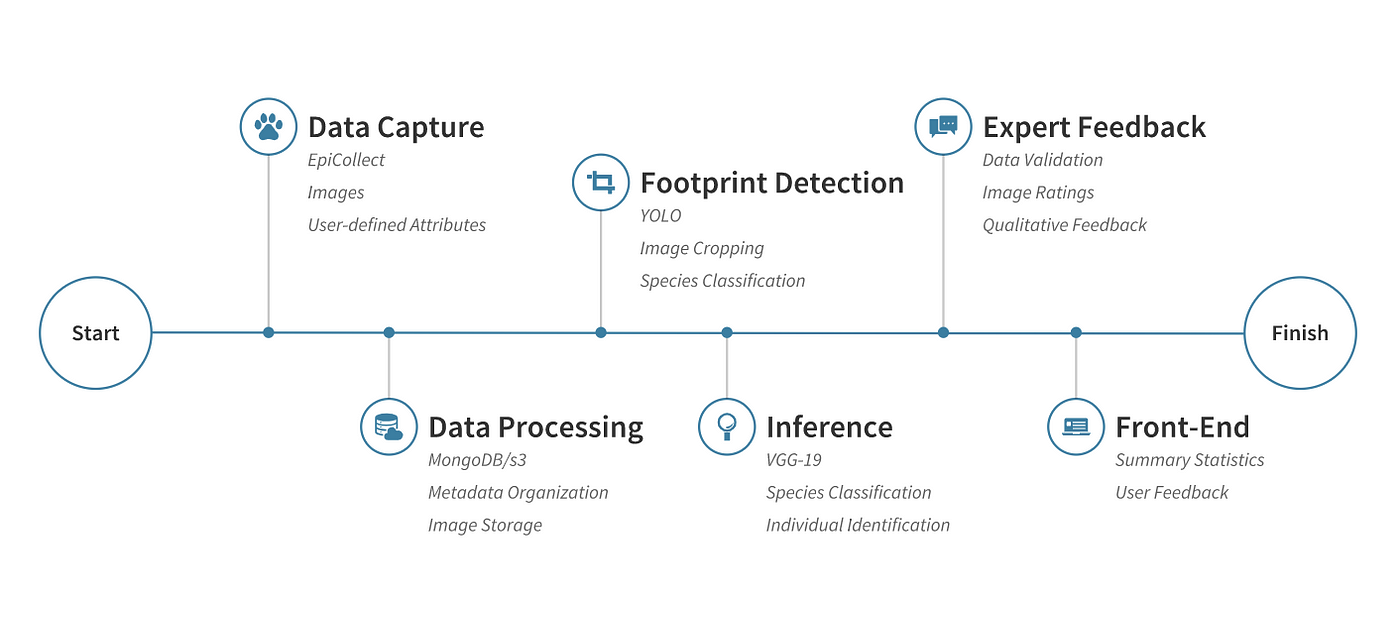 Start
Data Capture
EpiCollect
Images
User-defined Attributes
Data Processing
MongoDB/s3
Metadata Organization
Image Storage
Footprint Detection
YOLO
Image Cropping
Species Classification
Inference
VGG-19
Species Classification
Individual Identification
Expert Feedback
Data Validation
Image Ratings
Qualitative Feedback
Front-End
Summary Statistics
User Feedback
Finish